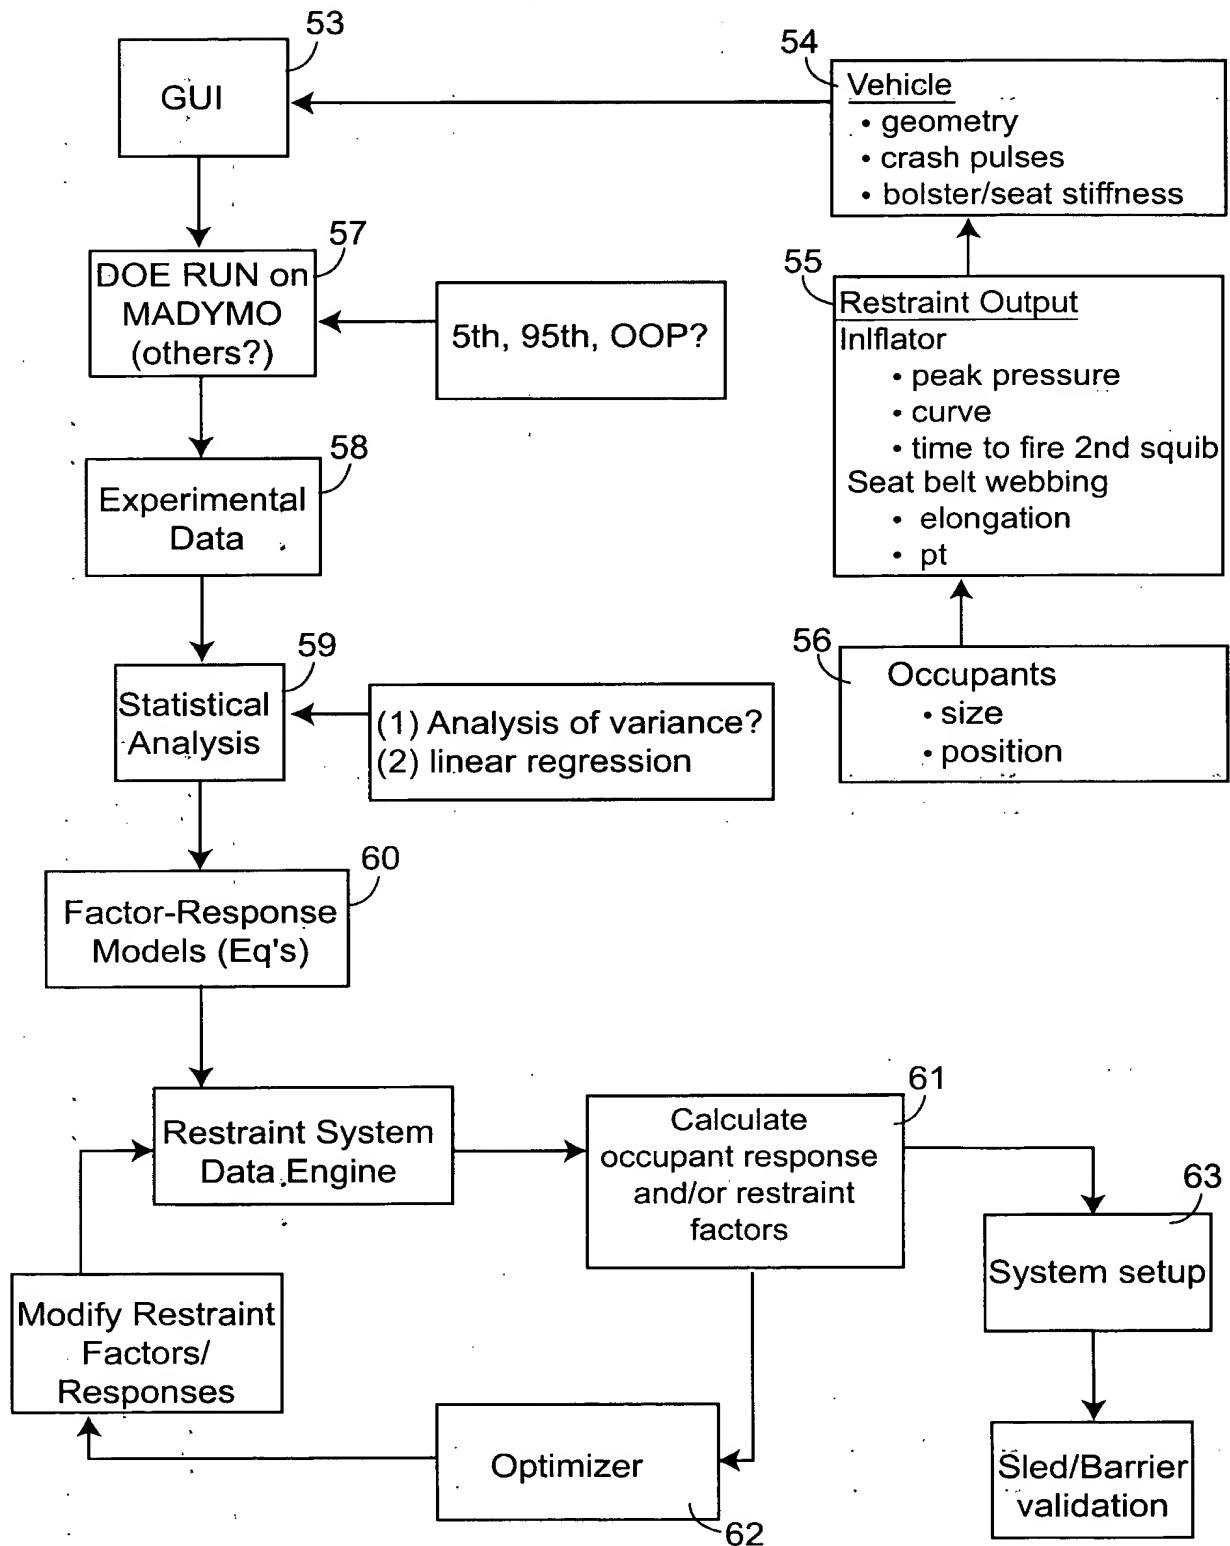 53
GUI
54
Vehicle
• geometry
• crash pulses
• bolster/seat stiffness
57
DOE RUN on
MADYMO
(others?)
5th, 95th, OOP?
55
Restraint Output
Inlflator
• peak pressure
• curve
• time to fire 2nd squib
Seat belt webbing
• elongation
• pt
58
Experimental
Data
56
Occupants
• size
• position
59
Statistical
Analysis
(1) Analysis of variance?
(2) linear regression
60
Factor-Response
Models (Eq's)
Restraint System
Data Engine
61
Calculate
occupant response
and/or restraint
factors
63
System setup
Modify Restraint
Factors/
Responses
Optimizer
62
Sled/Barrier
validation